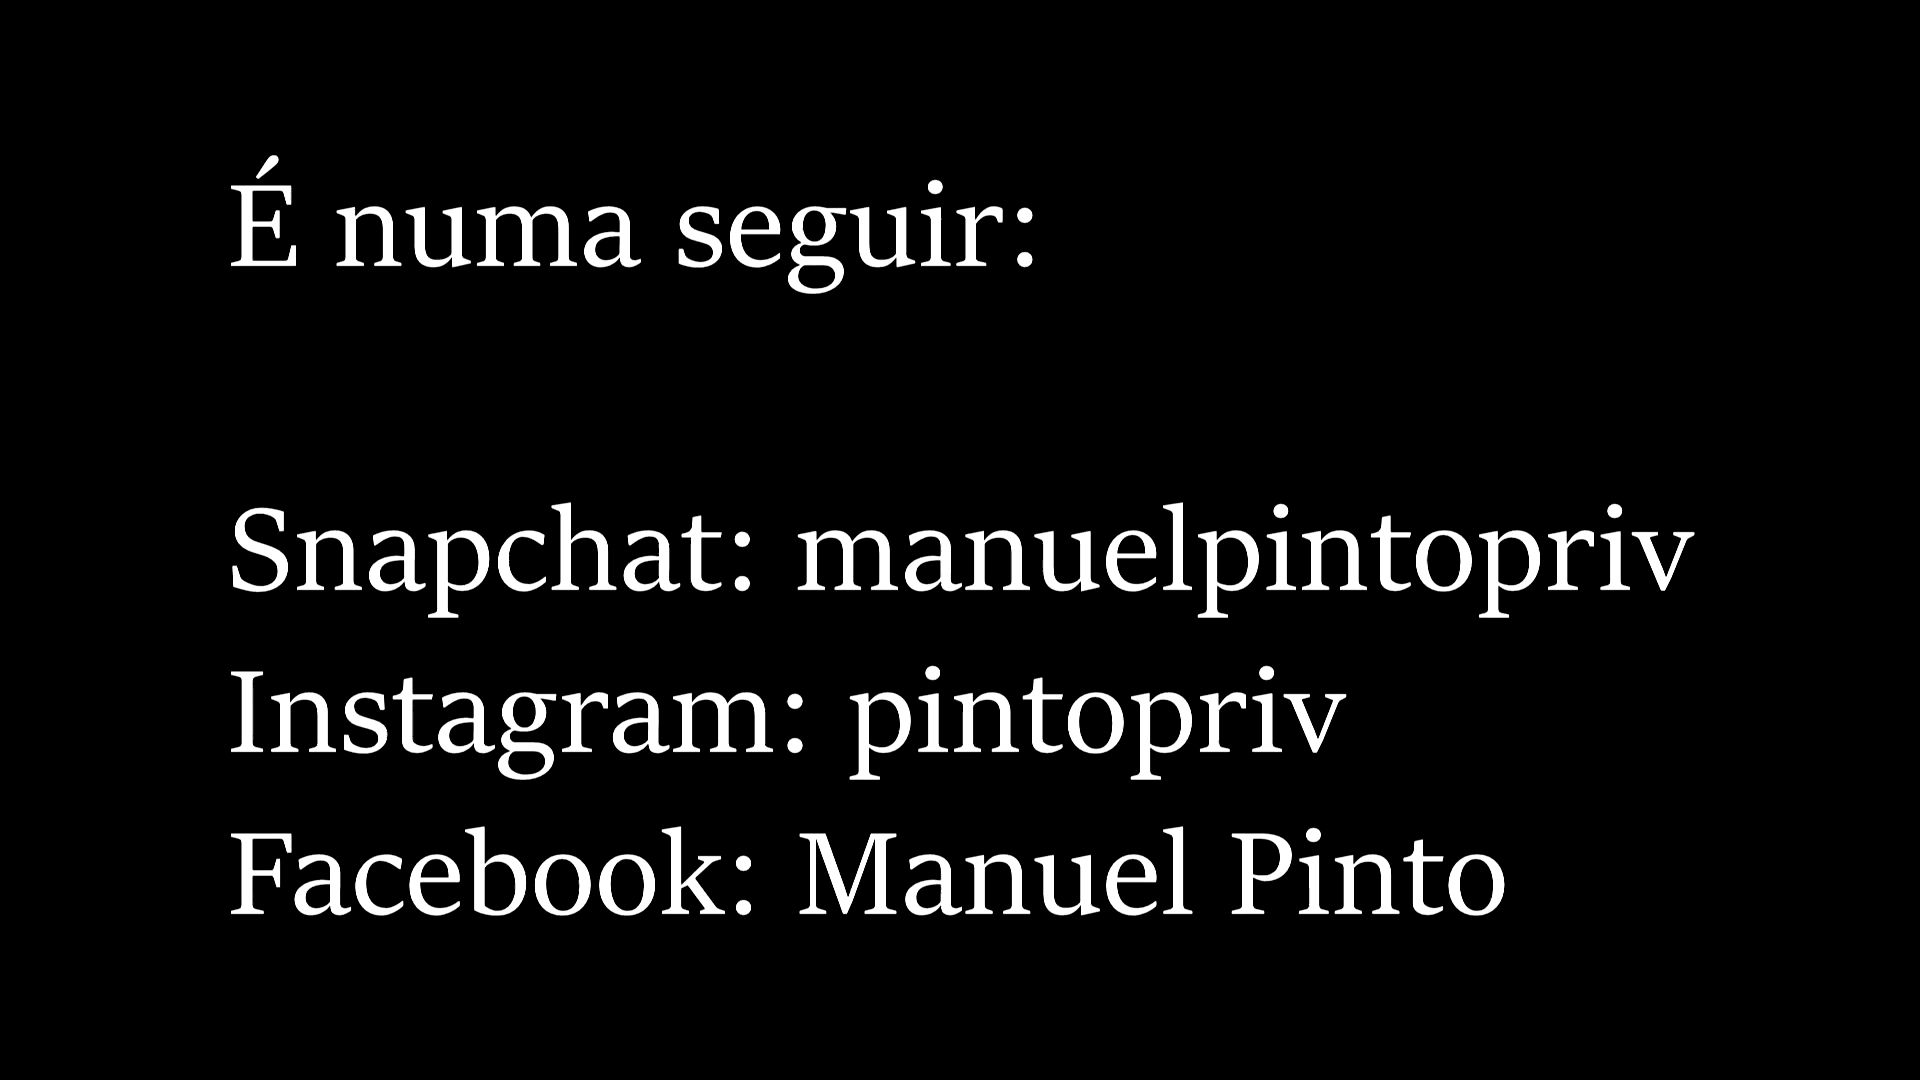 É numa seguir:
Snapchat: manuelpintopriv
Instagram: pintopriv
Facebook: Manuel Pinto